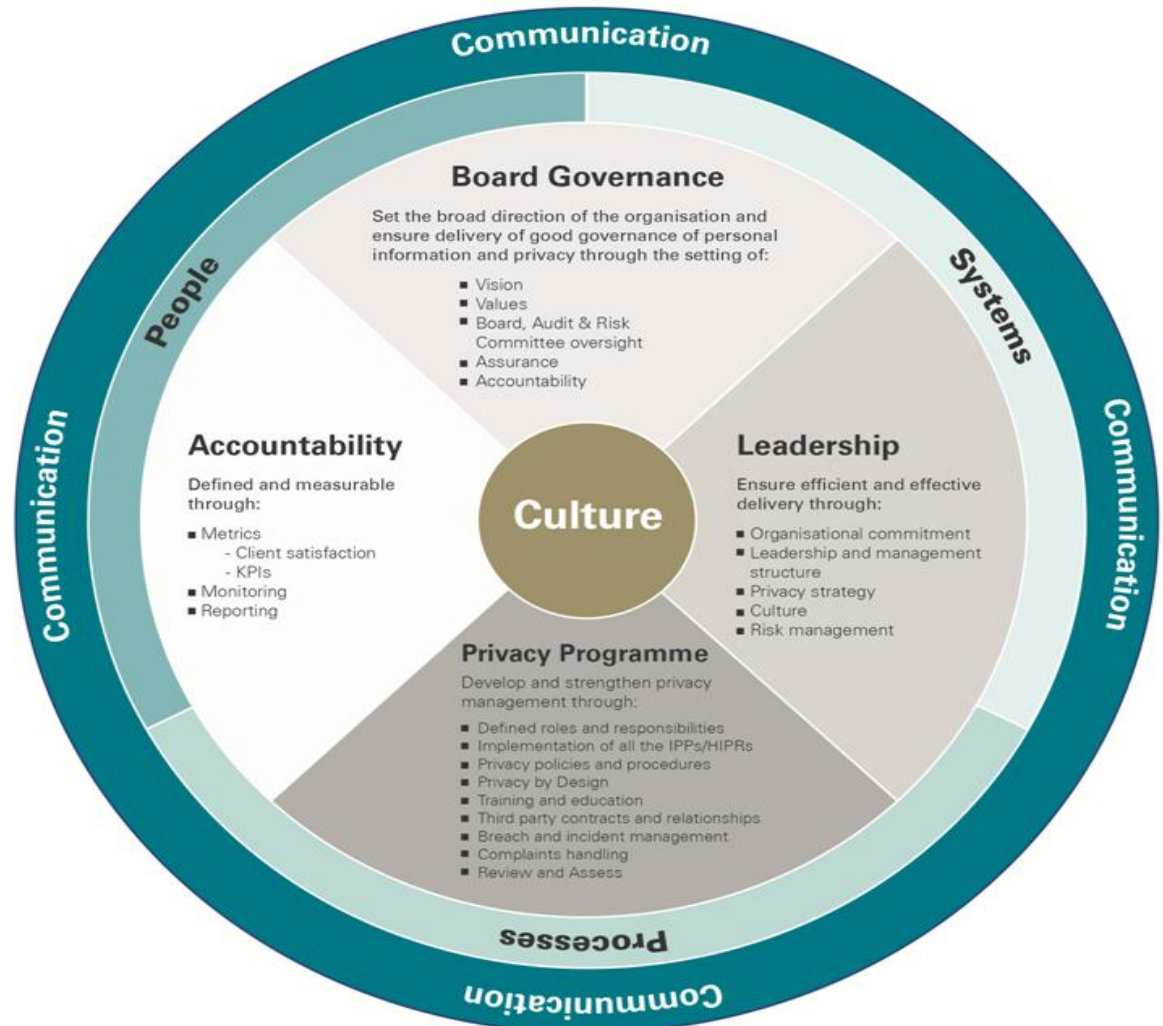 Communication
Board Governance
Set the broad direction of the organisation and
ensure delivery of good governance of personal
information and privacy through the setting of:
■ Vision
■ Values
■ Board, Audit & Risk
Committee oversight
■ Assurance
■ Accountability
People
Systems
Communication
Communication
Accountability
Defined and measurable
through:
■ Metrics
- Client satisfaction
- KPIs
■ Monitoring
■ Reporting
Culture
Leadership
Ensure efficient and effective
delivery through:
■ Organisational commitment
■ Leadership and management
structure
■ Privacy strategy
■ Culture
■ Risk management
Privacy Programme
Develop and strengthen privacy
management through:
■ Defined roles and responsibilities
■ Implementation of all the IPPs/HIPRs
■ Privacy policies and procedures
■ Privacy by Design
■ Training and education
■ Third party contracts and relationships
■ Breach and incident management
■ Complaints handling
■ Review and Assess
Processes
Communication